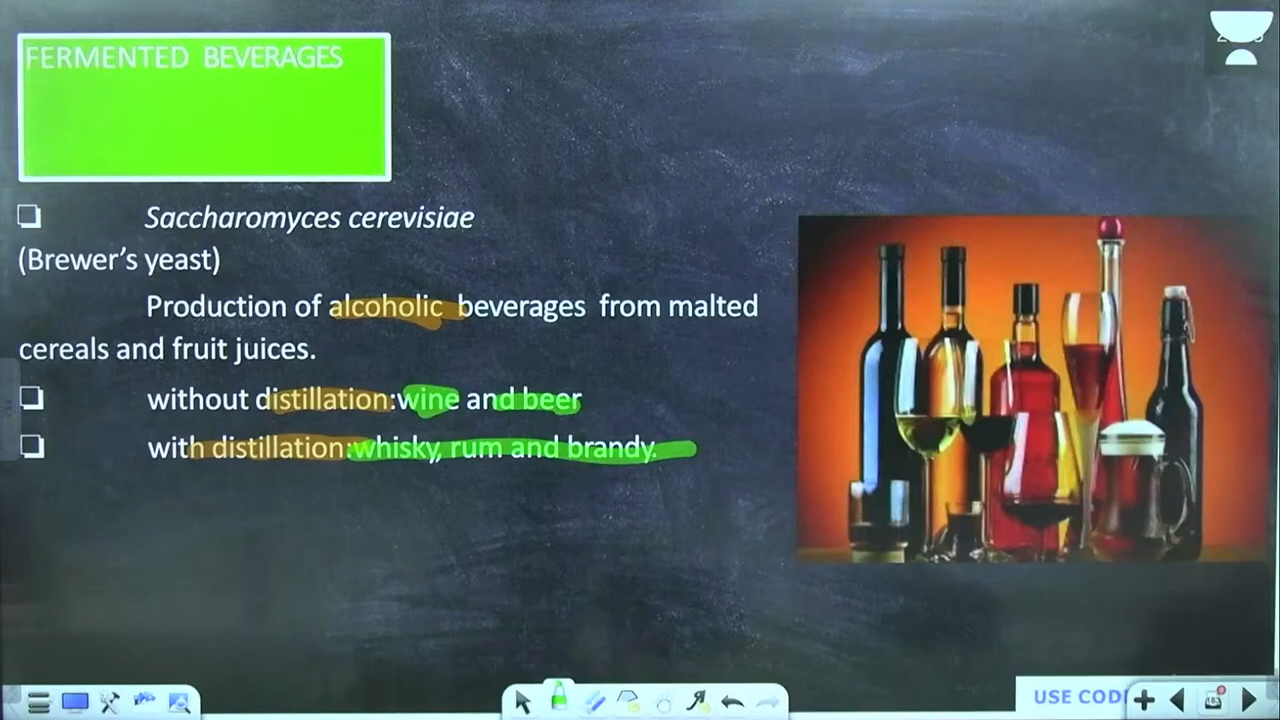 FERMENTED BEVERAGES
Saccharomyces cerevisiae
(Brewer's yeast)
Production of alcoholic beverages from malted
cereals and fruit juices.
without distillation:wine and beer
with distillation:whisky, rum and brandy.
USE CODE